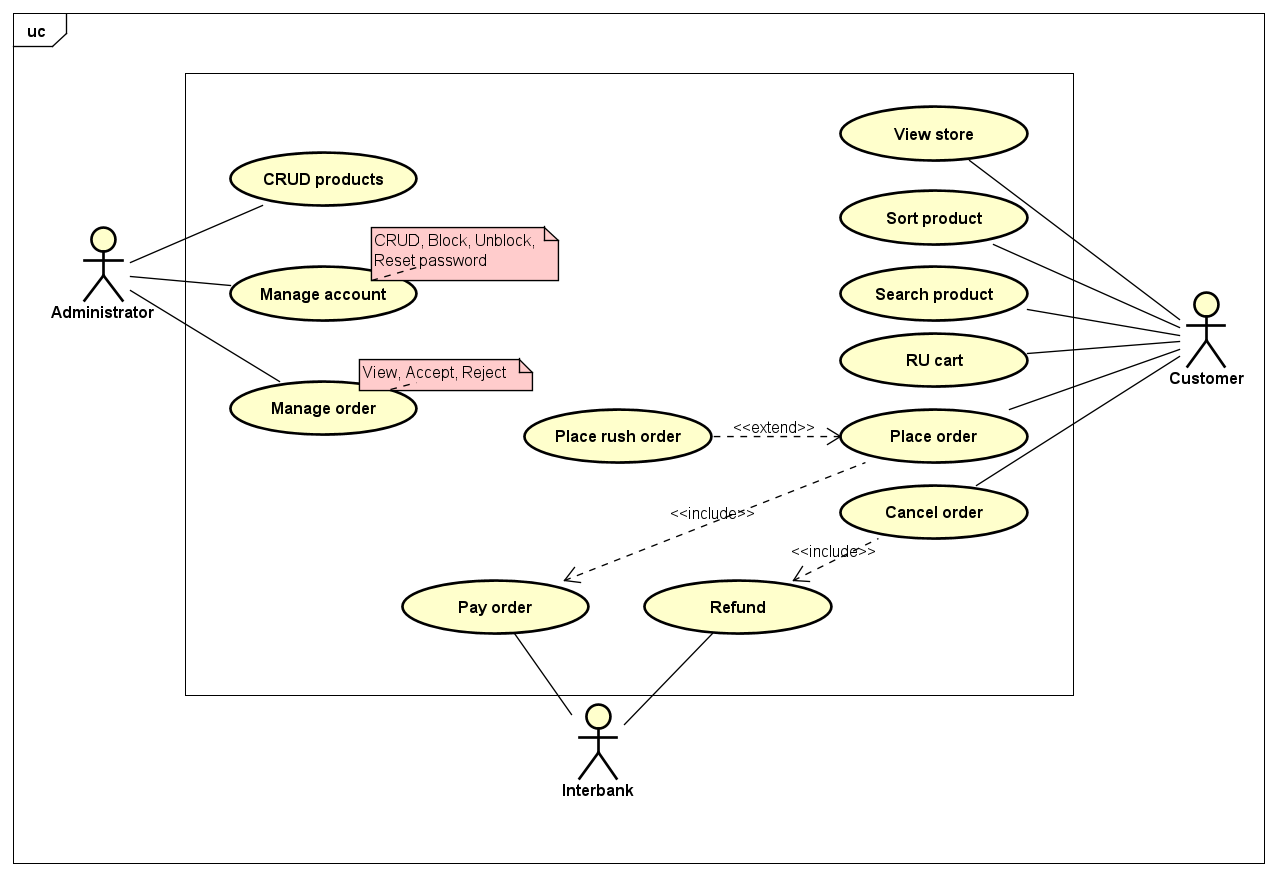 uc
View store
CRUD products
Sort product
CRUD, Block, Unblock,
Reset password
Manage account
Search product
Administrator
RU cart
Customer
View, Accept, Reject
Manage order
Place rush order
<<extend>>
Place order
<<include>>
Cancel order
<<include>>
Pay order
Refund
Interbank